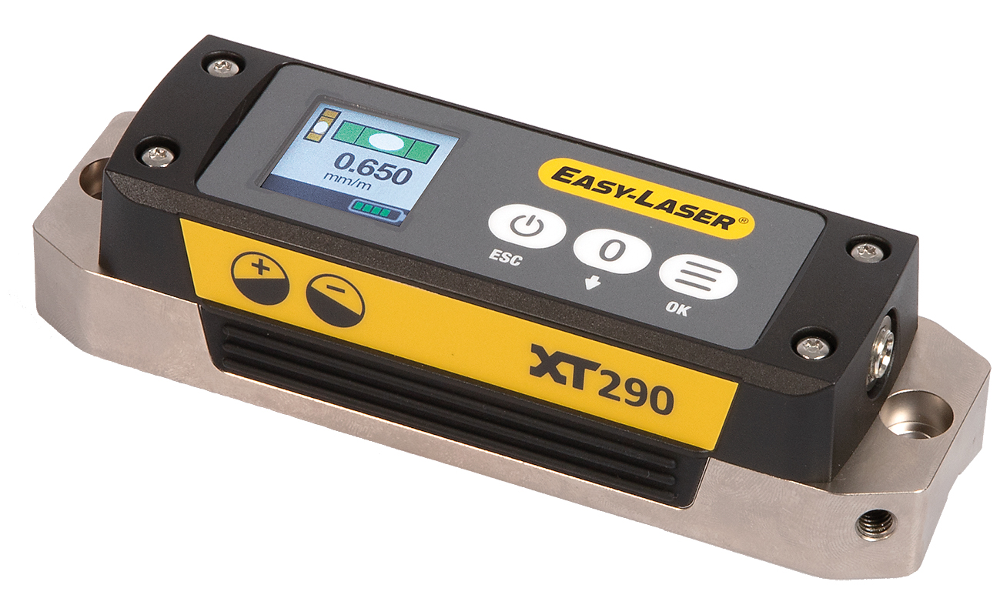 0.650
mm/m
EASY-LASER®
ESC
0
OK
+ -
XT290